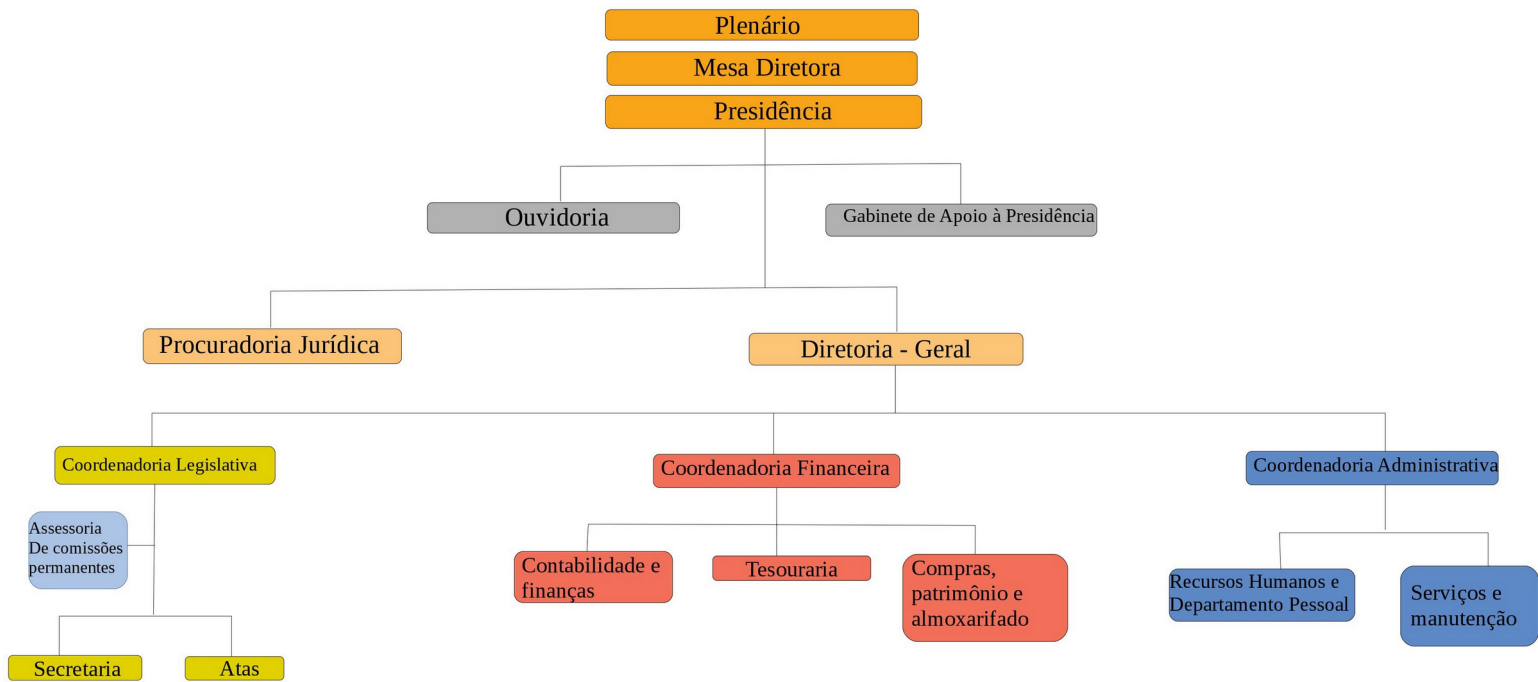 Plenário
Mesa Diretora
Presidência
Ouvidoria
Gabinete de Apoio à Presidência
Procuradoria Jurídica
Diretoria - Geral
Coordenadoria Legislativa
Coordenadoria Financeira
Coordenadoria Administrativa
Assessoria
De comissões
permanentes
Contabilidade e
finanças
Tesouraria
Compras,
patrimônio e
almoxarifado
Recursos Humanos e
Departamento Pessoal
Serviços e
manutenção
Secretaria
Atas